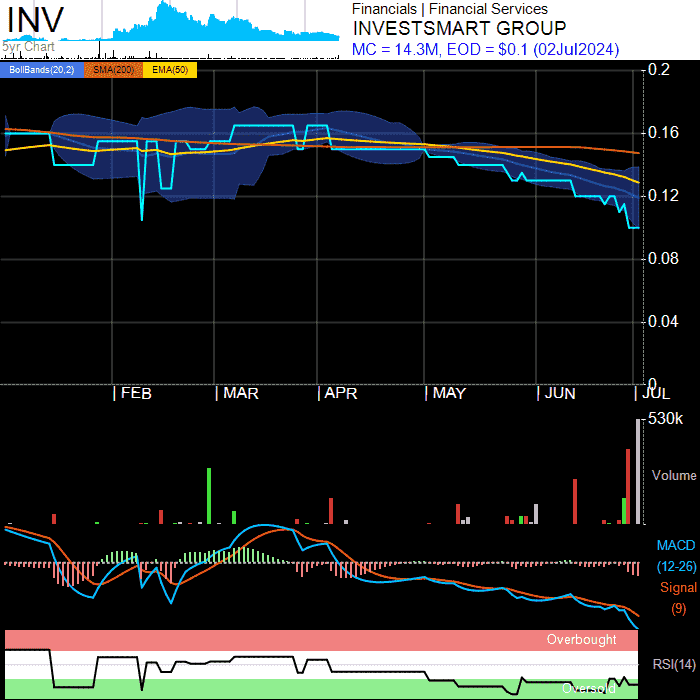 INV
5yr Chart
Financials | Financial Services
INVESTSMART GROUP
MC = 14.3M, EOD = $0.1 (02Jul2024)
BollBands(20,2) SMA(200) EMA(50)
0.2
0.16
0.12
0.08
0.04
0
| FEB | MAR | APR | MAY | JUN | JUL
530k
Volume
MACD
(12-26)
Signal
(9)
Overbought
RSI(14)
Oversold